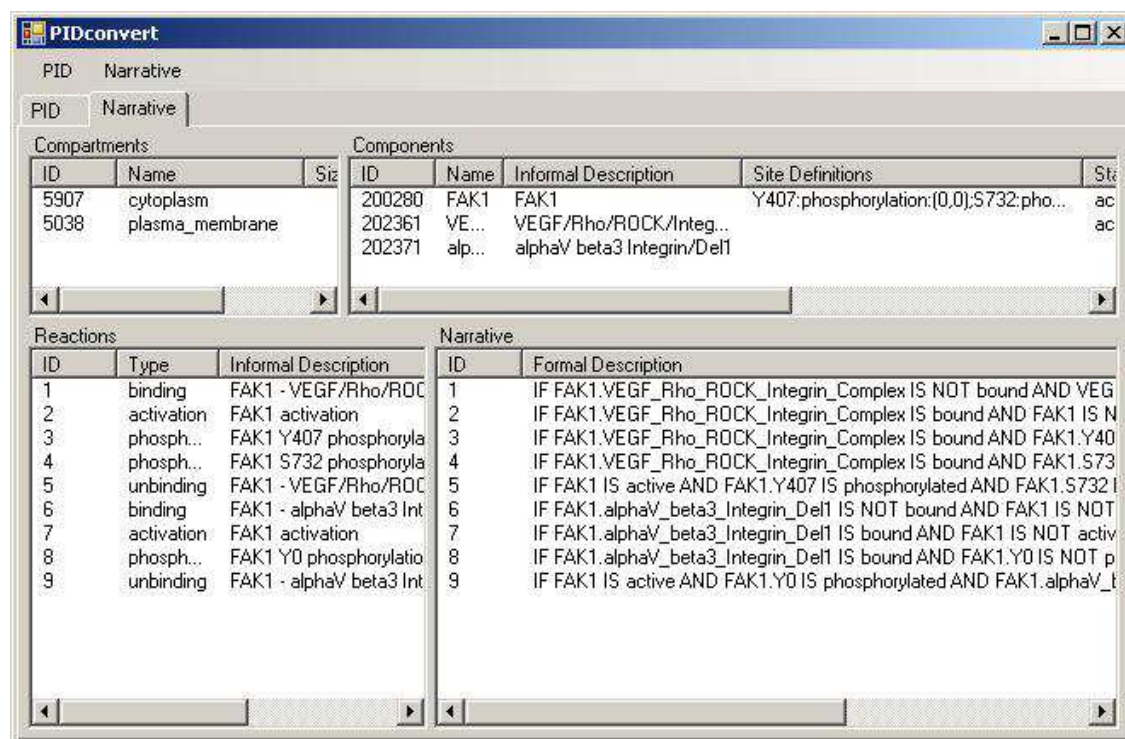 PIDconvert
PID Narrative
PID Narrative
Compartments
ID Name Siz
5907 cytoplasm
5038 plasma_membrane
Components
ID Name Informal Description Site Definitions Sta
200280 FAK1 FAK1 Y407:phosphorylation:(0,0);S732:pho... ac
202361 VE... VEGF/Rho/ROCK/Integ... ac
202371 alp... alphaV beta3 Integrin/Del1
Reactions
ID Type Informal Description
1 binding FAK1 - VEGF/Rho/ROC
2 activation FAK1 activation
3 phosph... FAK1 Y407 phosphoryla
4 phosph... FAK1 S732 phosphoryla
5 unbinding FAK1 - VEGF/Rho/ROC
6 binding FAK1 - alphaV beta3 Int
7 activation FAK1 activation
8 phosph... FAK1 Y0 phosphorylatio
9 unbinding FAK1 - alphaV beta3 Int
Narrative
ID Formal Description
1 IF FAK1.VEGF_Rho_ROCK_Integrin_Complex IS NOT bound AND VEG
2 IF FAK1.VEGF_Rho_ROCK_Integrin_Complex IS bound AND FAK1 IS N
3 IF FAK1.VEGF_Rho_ROCK_Integrin_Complex IS bound AND FAK1.Y40
4 IF FAK1.VEGF_Rho_ROCK_Integrin_Complex IS bound AND FAK1.S73
5 IF FAK1 IS active AND FAK1.Y407 IS phosphorylated AND FAK1.S732 I
6 IF FAK1.alphaV_beta3_Integrin_Del1 IS NOT bound AND FAK1 IS NOT
7 IF FAK1.alphaV_beta3_Integrin_Del1 IS bound AND FAK1 IS NOT activ
8 IF FAK1.alphaV_beta3_Integrin_Del1 IS bound AND FAK1.Y0 IS NOT p
9 IF FAK1 IS active AND FAK1.Y0 IS phosphorylated AND FAK1.alphaV_b